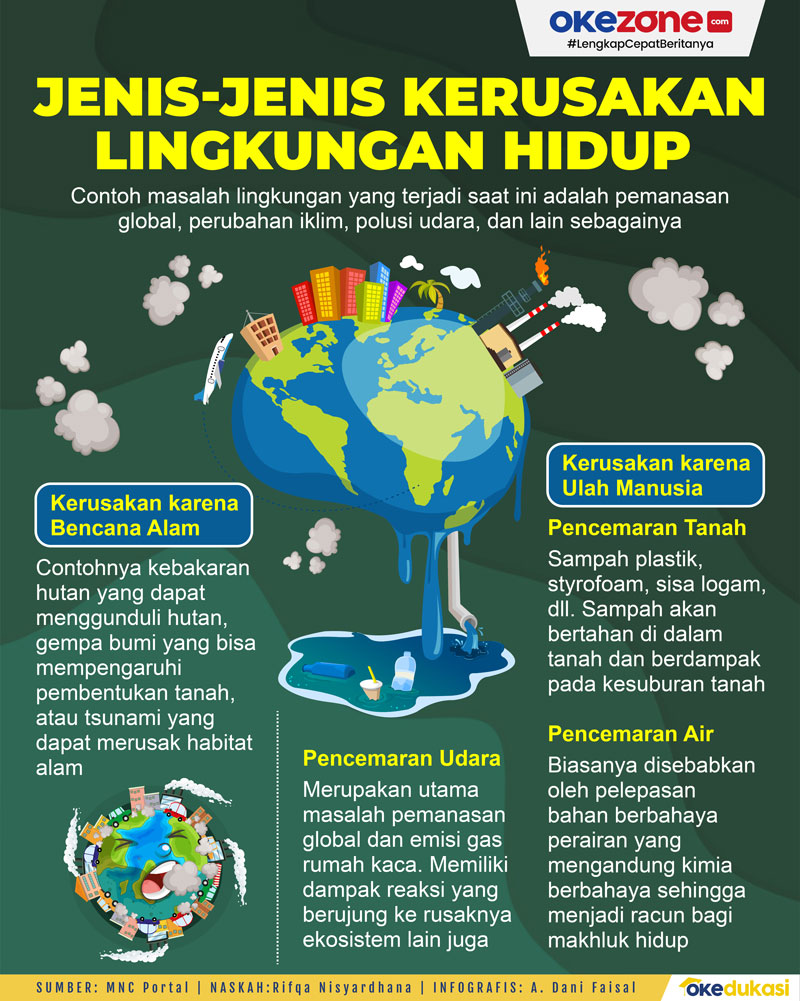 okezone.com
#LengkapCepatBeritanya
JENIS-JENIS KERUSAKAN
LINGKUNGAN HIDUP
Contoh masalah lingkungan yang terjadi saat ini adalah pemanasan
global, perubahan iklim, polusi udara, dan lain sebagainya
Kerusakan karena
Bencana Alam
Contohnya kebakaran
hutan yang dapat
menggunduli hutan,
gempa bumi yang bisa
mempengaruhi
pembentukan tanah,
atau tsunami yang
dapat merusak habitat
alam
Kerusakan karena
Ulah Manusia
Pencemaran Tanah
Sampah plastik,
styrofoam, sisa logam,
dll. Sampah akan
bertahan di dalam
tanah dan berdampak
pada kesuburan tanah
Pencemaran Udara
Merupakan utama
masalah pemanasan
global dan emisi gas
rumah kaca. Memiliki
dampak reaksi yang
berujung ke rusaknya
ekosistem lain juga
Pencemaran Air
Biasanya disebabkan
oleh pelepasan
bahan berbahaya
perairan yang
mengandung kimia
berbahaya sehingga
menjadi racun bagi
makhluk hidup
SUMBER: MNC Portal | NASKAH:Rifqa Nisyardhana | INFOGRAFIS: A. Dani Faisal
okedukasi